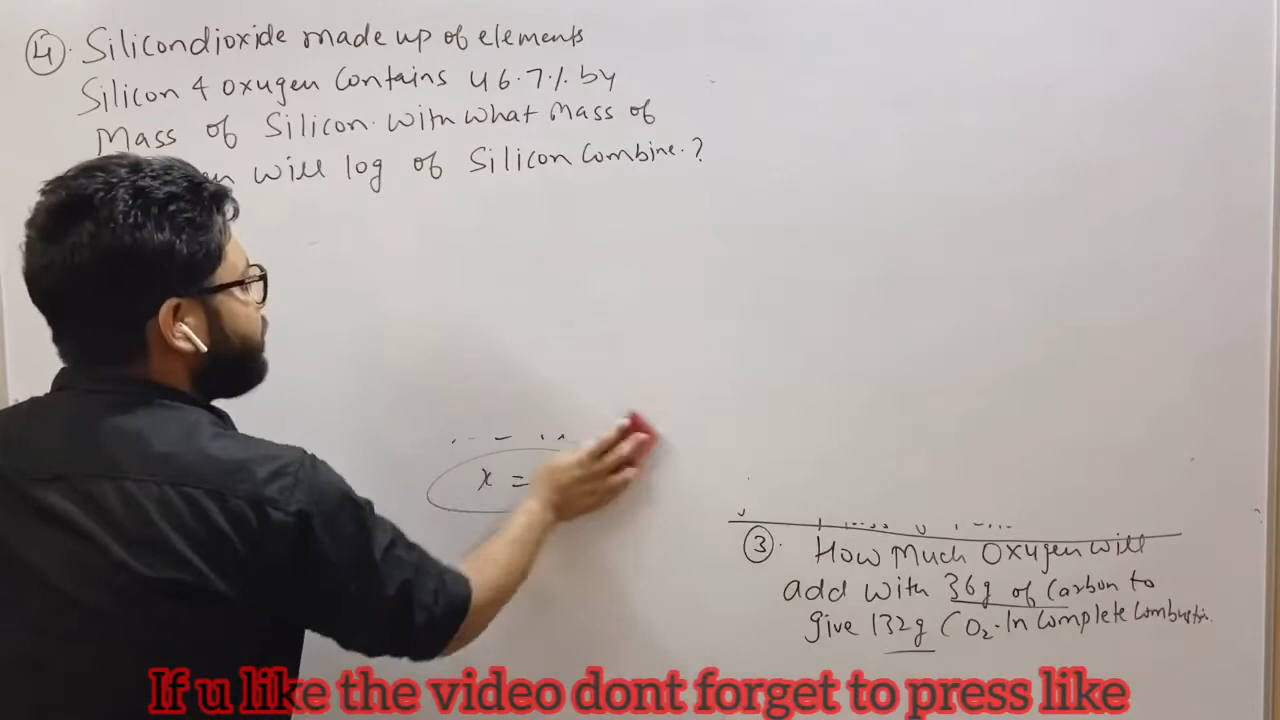 4. Silicondioxide made up of elements
Silicon & oxygen Contains 46.7% by
Mass of Silicon. With what Mass of
will 10g of Silicon Combine.?
x =
3. How Much Oxygen will
add with 36g of Carbon to
give 132g CO2. In Complete Combustin.
If u like the video dont forget to press like